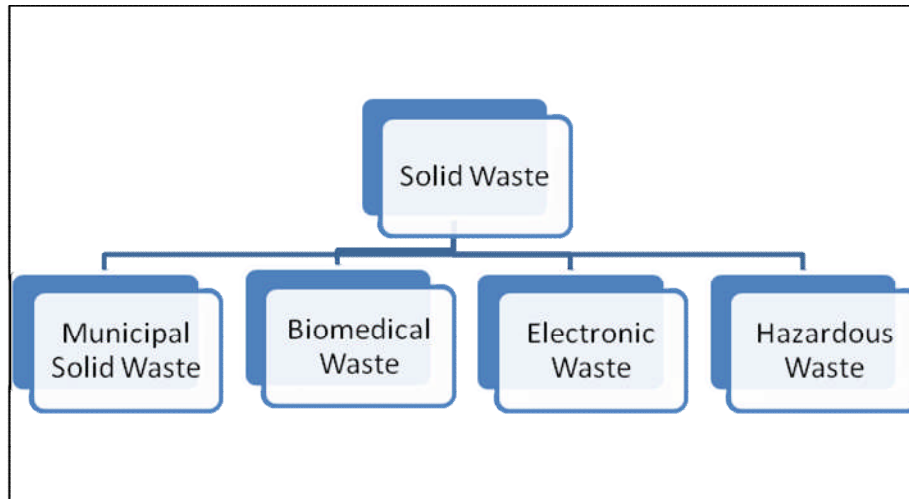 Solid Waste
Municipal
Solid Waste
Biomedical
Waste
Electronic
Waste
Hazardous
Waste